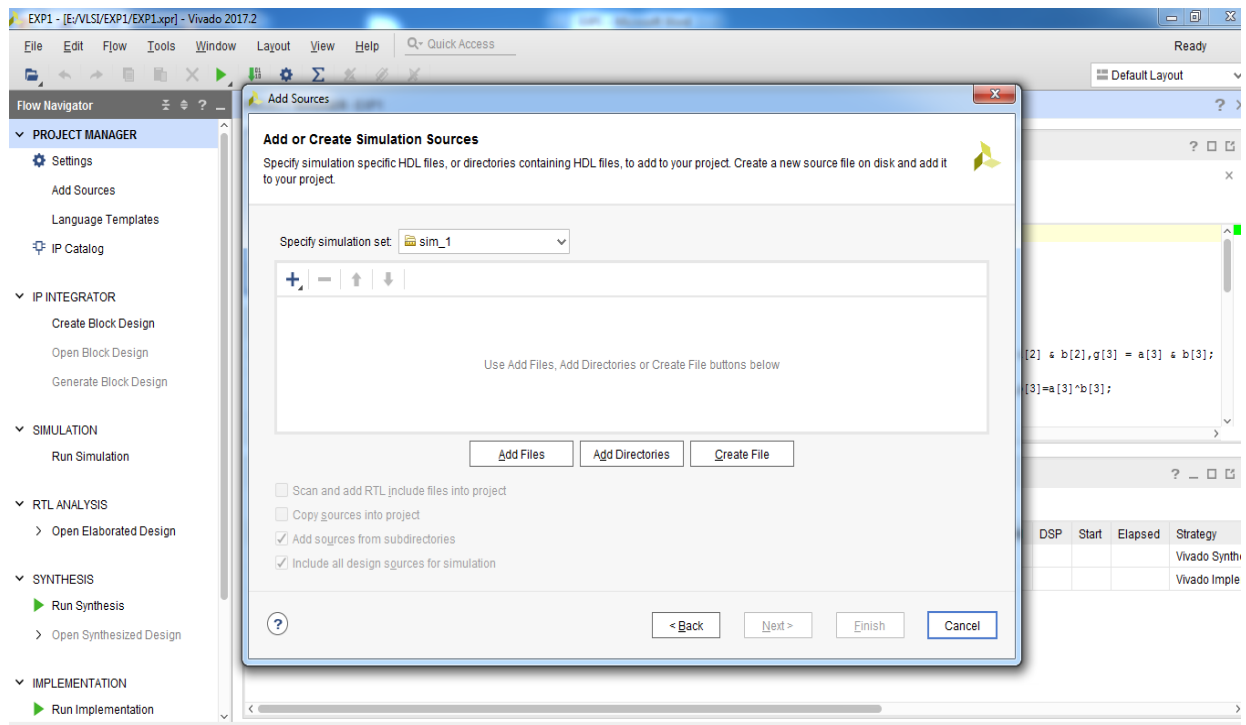 EXP1 - [E:/VLSI/EXP1/EXP1.xpr] - Vivado 2017.2
File Edit Flow Tools Window Layout View Help Quick Access Ready
Default Layout
Flow Navigator
PROJECT MANAGER
Settings
Add Sources
Language Templates
IP Catalog
IP INTEGRATOR
Create Block Design
Open Block Design
Generate Block Design
SIMULATION
Run Simulation
RTL ANALYSIS
Open Elaborated Design
SYNTHESIS
Run Synthesis
Open Synthesized Design
IMPLEMENTATION
Run Implementation
Add Sources
Add or Create Simulation Sources
Specify simulation specific HDL files, or directories containing HDL files, to add to your project. Create a new source file on disk and add it
to your project.
Specify simulation set: sim_1
Use Add Files, Add Directories or Create File buttons below
Add Files Add Directories Create File
Scan and add RTL include files into project
Copy sources into project
Add sources from subdirectories
Include all design sources for simulation
? < Back Next > Finish Cancel
[2] & b[2],g[3] = a[3] & b[3];
[3]=a[3]^b[3];
DSP Start Elapsed Strategy
Vivado Synth
Vivado Imple